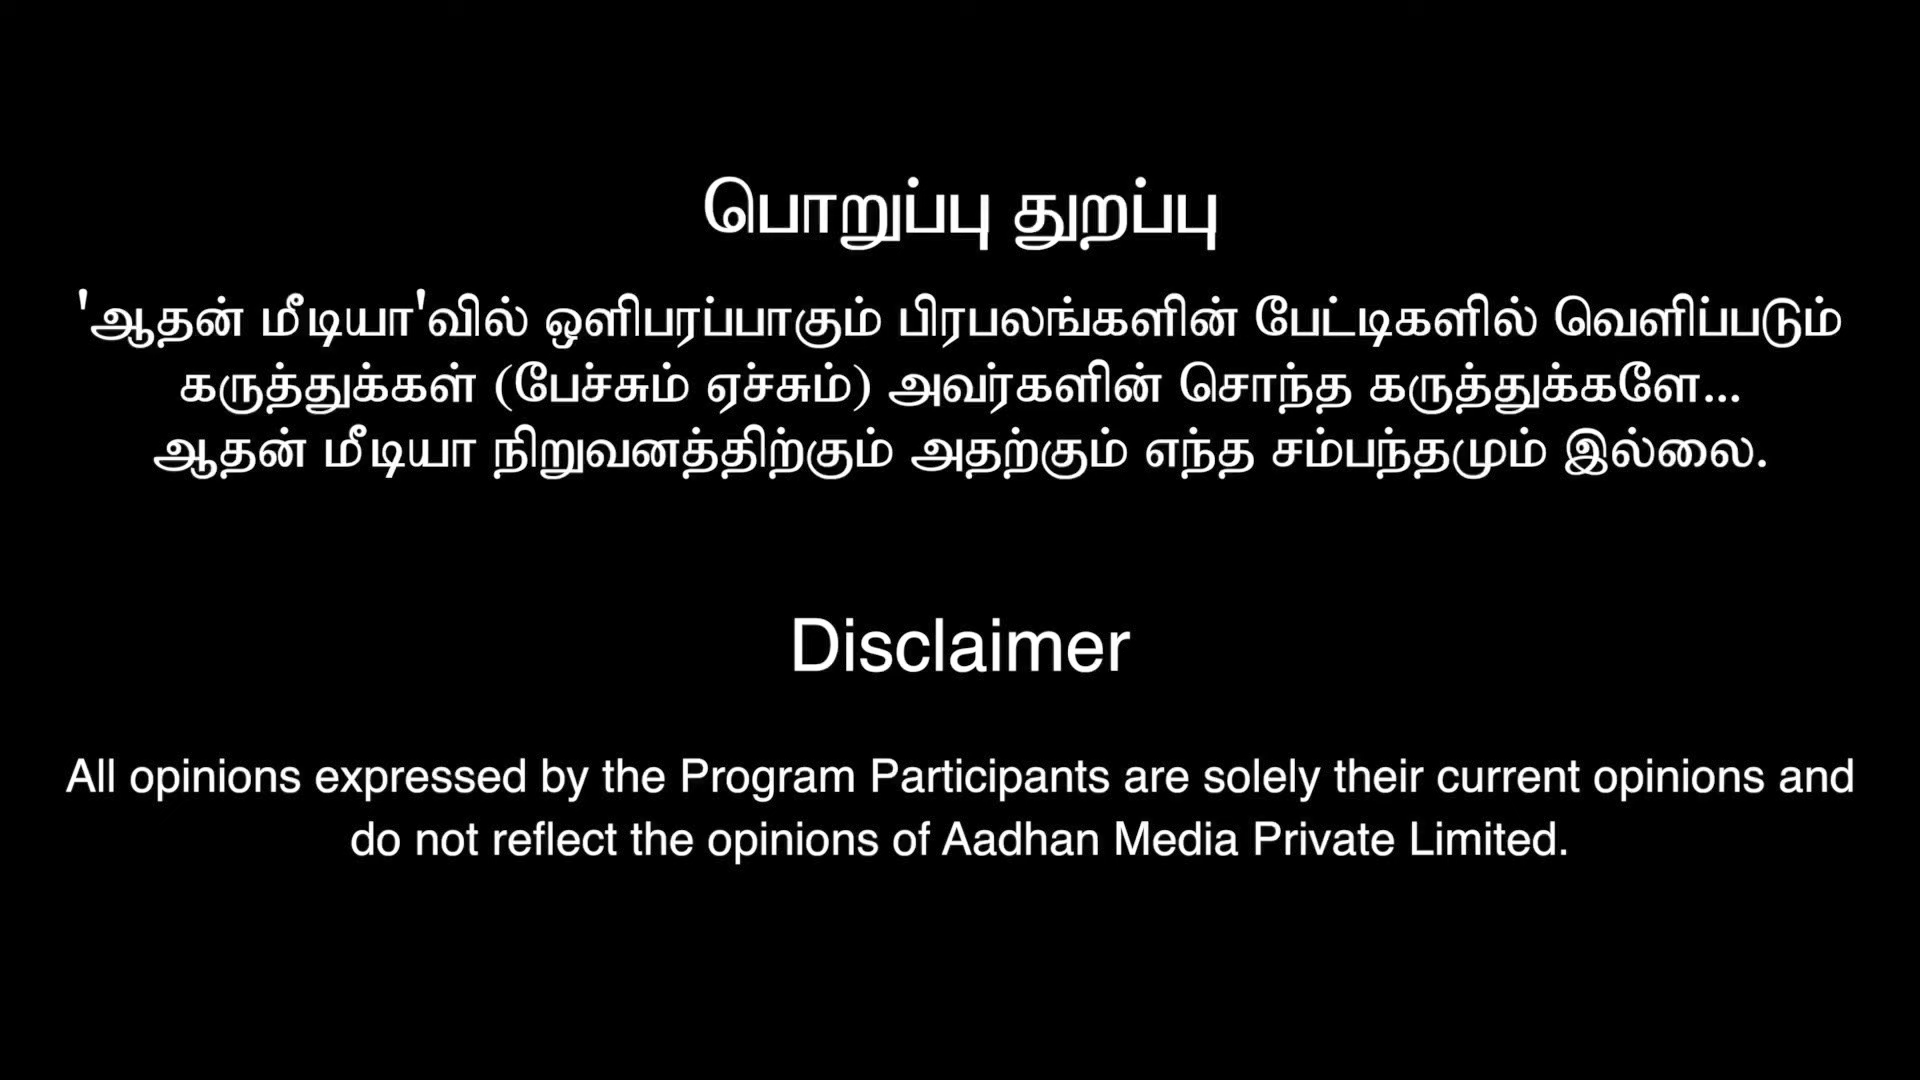 பொறுப்பு துறப்பு
'ஆதன் மீடியா'வில் ஒளிபரப்பாகும் பிரபலங்களின் பேட்டிகளில் வெளிப்படும்
கருத்துக்கள் (பேச்சும் ஏச்சும்) அவர்களின் சொந்த கருத்துக்களே...
ஆதன் மீடியா நிறுவனத்திற்கும் அதற்கும் எந்த சம்பந்தமும் இல்லை.
Disclaimer
All opinions expressed by the Program Participants are solely their current opinions and
do not reflect the opinions of Aadhan Media Private Limited.